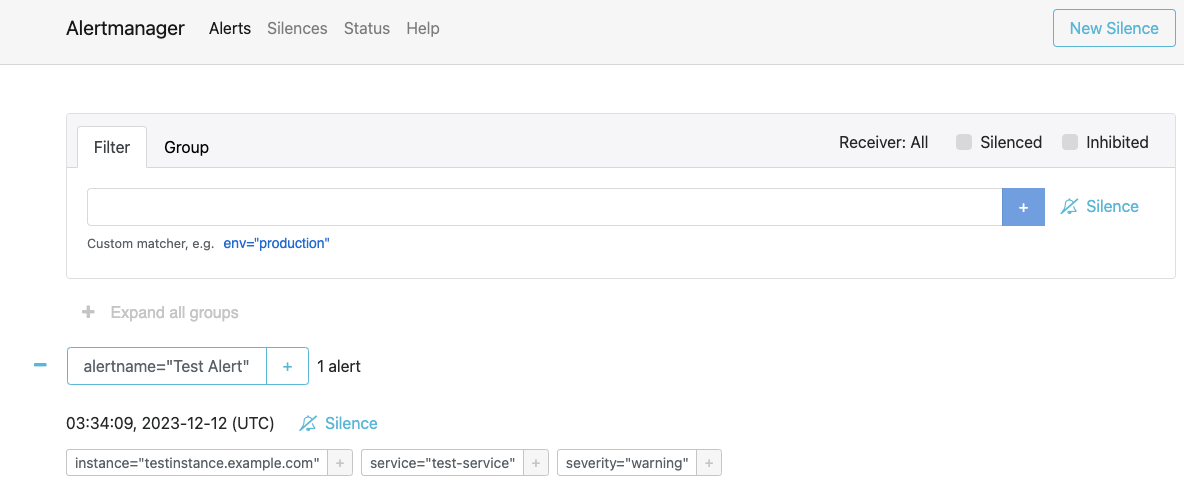 Alertmanager Alerts Silences Status Help New Silence
Filter Group Receiver: All Silenced Inhibited
+ Silence
Custom matcher, e.g. env="production"
+ Expand all groups
alertname="Test Alert" + 1 alert
03:34:09, 2023-12-12 (UTC) Silence
instance="testinstance.example.com" + service="test-service" + severity="warning" +